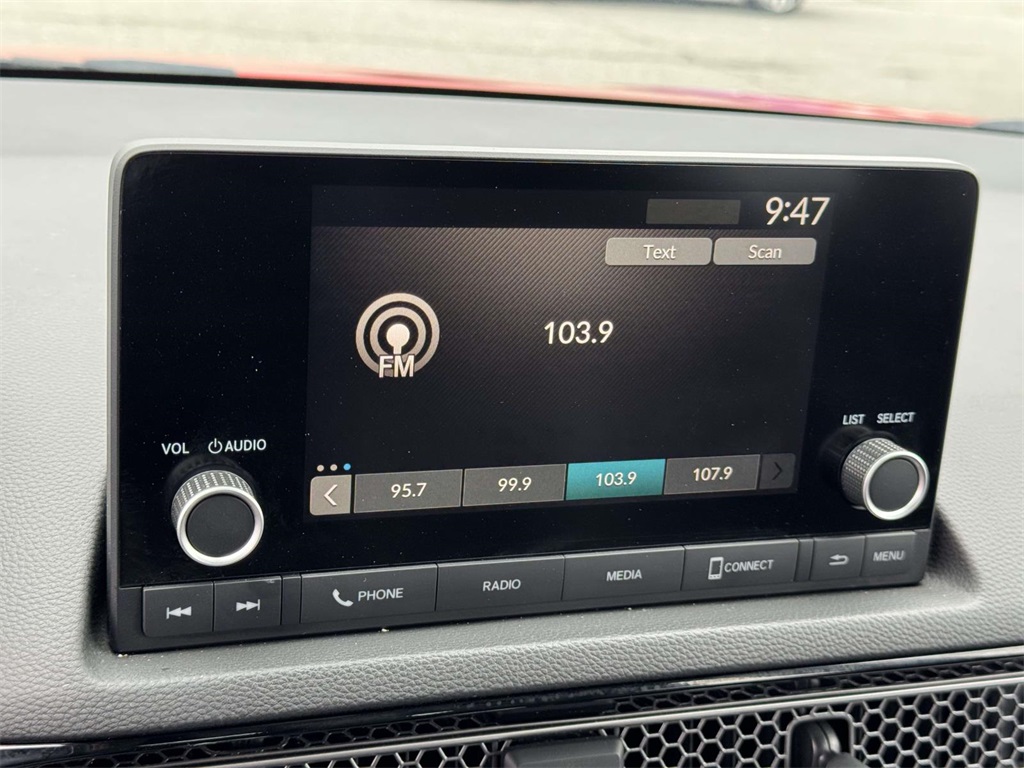 9:47
Text Scan
103.9
FM
LIST SELECT
VOL AUDIO
95.7 99.9 103.9 107.9
PHONE RADIO MEDIA CONNECT MENU